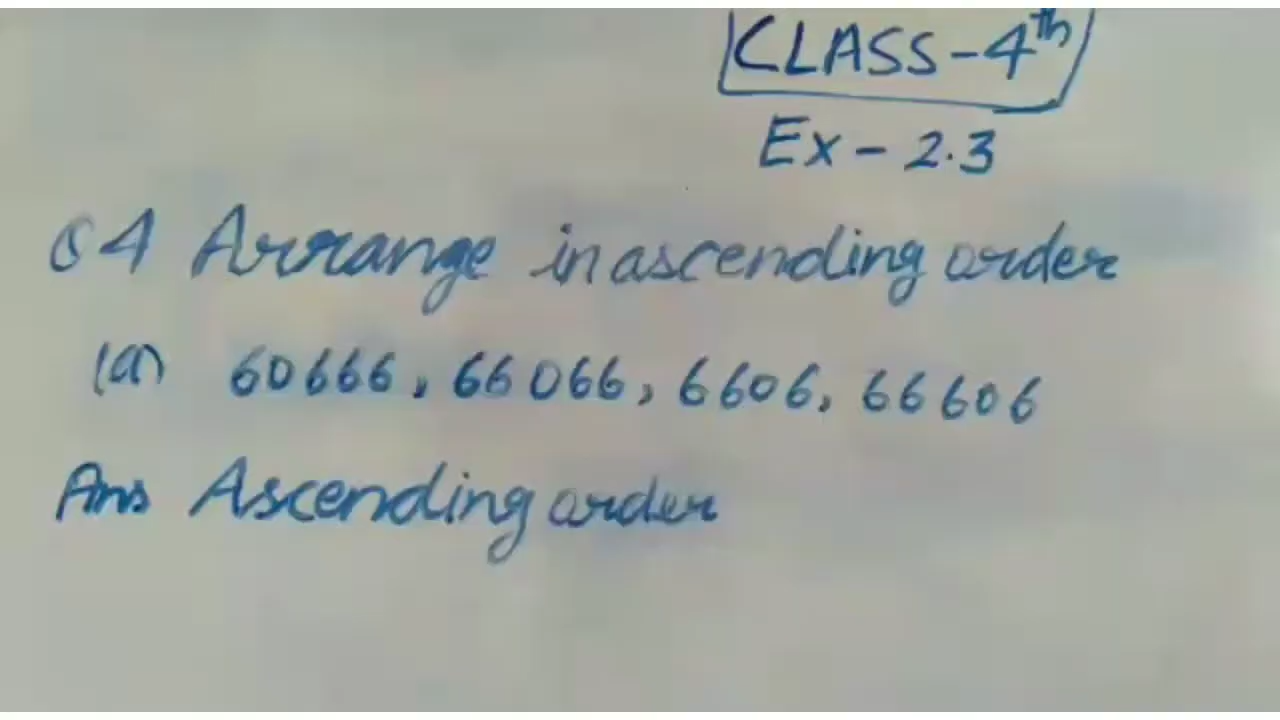 CLASS-4th
Ex - 2.3
Q4 Arrange in ascending order
(a) 60666, 66066, 6606, 66606
Ans Ascending order